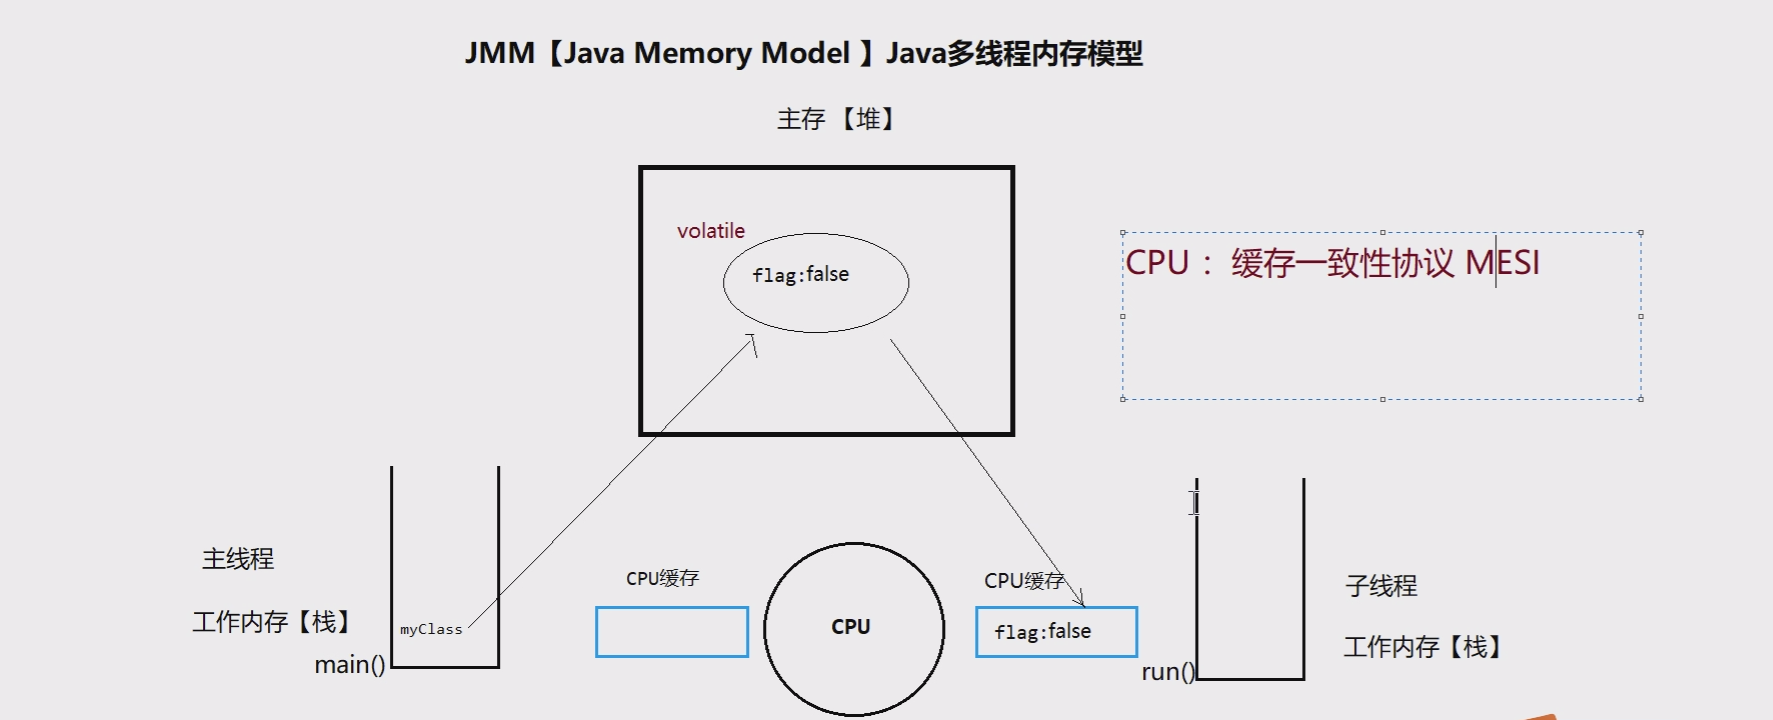 JMM【Java Memory Model 】Java多线程内存模型
主存 【堆】
volatile
flag:false
CPU ：缓存一致性协议 MESI
主线程
工作内存【栈】
myClass
main()
CPU缓存
CPU
CPU缓存
flag:false
run()
子线程
工作内存【栈】